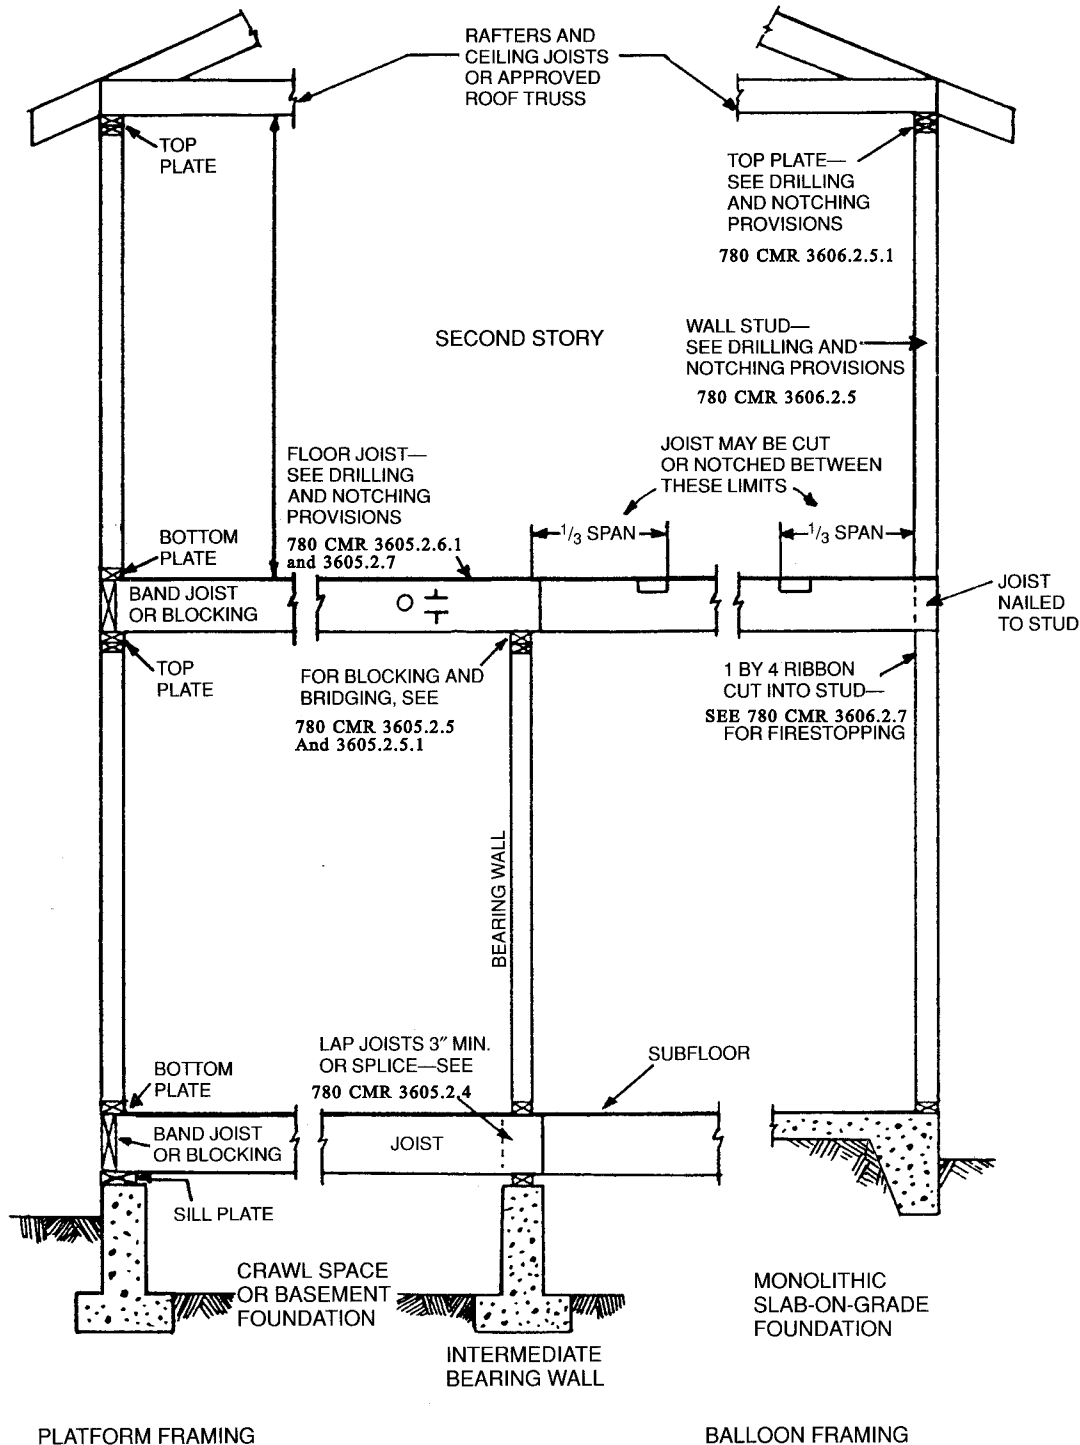 RAFTERS AND
CEILING JOISTS
OR APPROVED
ROOF TRUSS
TOP
PLATE
TOP PLATE—
SEE DRILLING
AND NOTCHING
PROVISIONS
780 CMR 3606.2.5.1
SECOND STORY
WALL STUD—
SEE DRILLING AND
NOTCHING PROVISIONS
780 CMR 3606.2.5
FLOOR JOIST—
SEE DRILLING
AND NOTCHING
PROVISIONS
780 CMR 3605.2.6.1
and 3605.2.7
JOIST MAY BE CUT
OR NOTCHED BETWEEN
THESE LIMITS
1/3 SPAN
1/3 SPAN
BOTTOM
PLATE
BAND JOIST
OR BLOCKING
JOIST
NAILED
TO STUD
TOP
PLATE
FOR BLOCKING AND
BRIDGING, SEE
780 CMR 3605.2.5
And 3605.2.5.1
1 BY 4 RIBBON
CUT INTO STUD—
SEE 780 CMR 3606.2.7
FOR FIRESTOPPING
BEARING WALL
LAP JOISTS 3″ MIN.
OR SPLICE—SEE
780 CMR 3605.2.4
SUBFLOOR
BOTTOM
PLATE
BAND JOIST
OR BLOCKING
JOIST
SILL PLATE
CRAWL SPACE
OR BASEMENT
FOUNDATION
MONOLITHIC
SLAB-ON-GRADE
FOUNDATION
INTERMEDIATE
BEARING WALL
PLATFORM FRAMING
BALLOON FRAMING